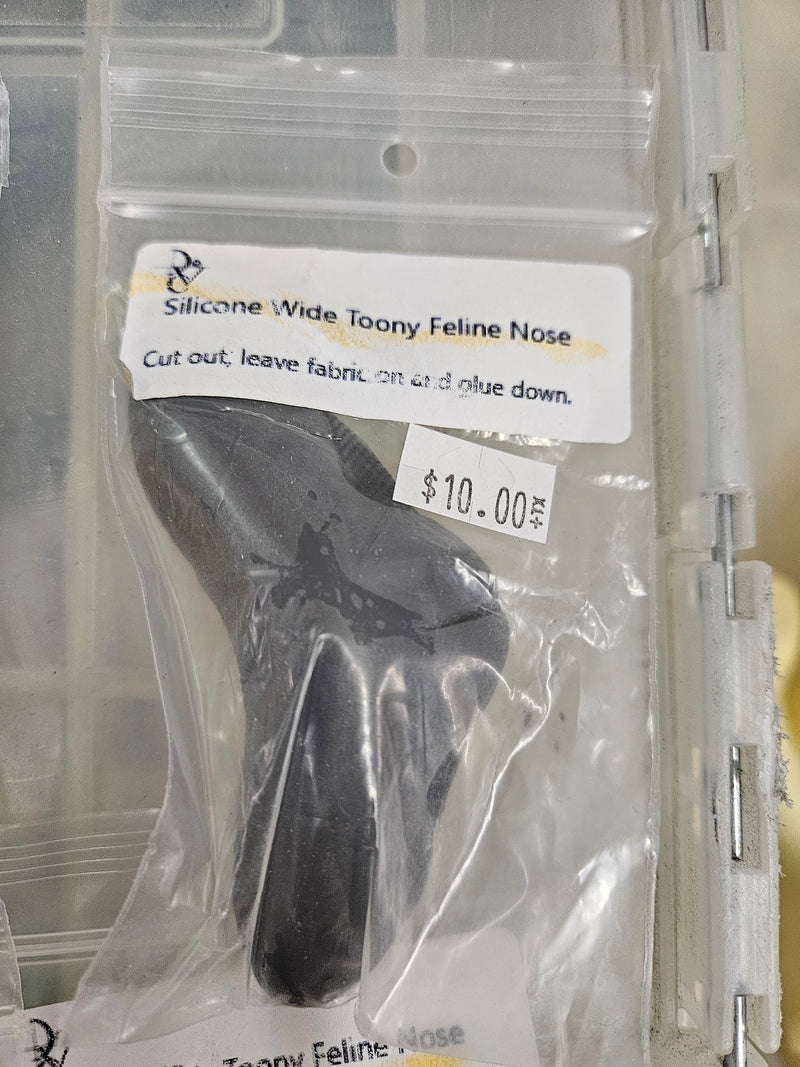 Silicone Wide Toony Feline Nose
Cut out, leave fabric on and glue down.
$10.00
Toony Feline Nose